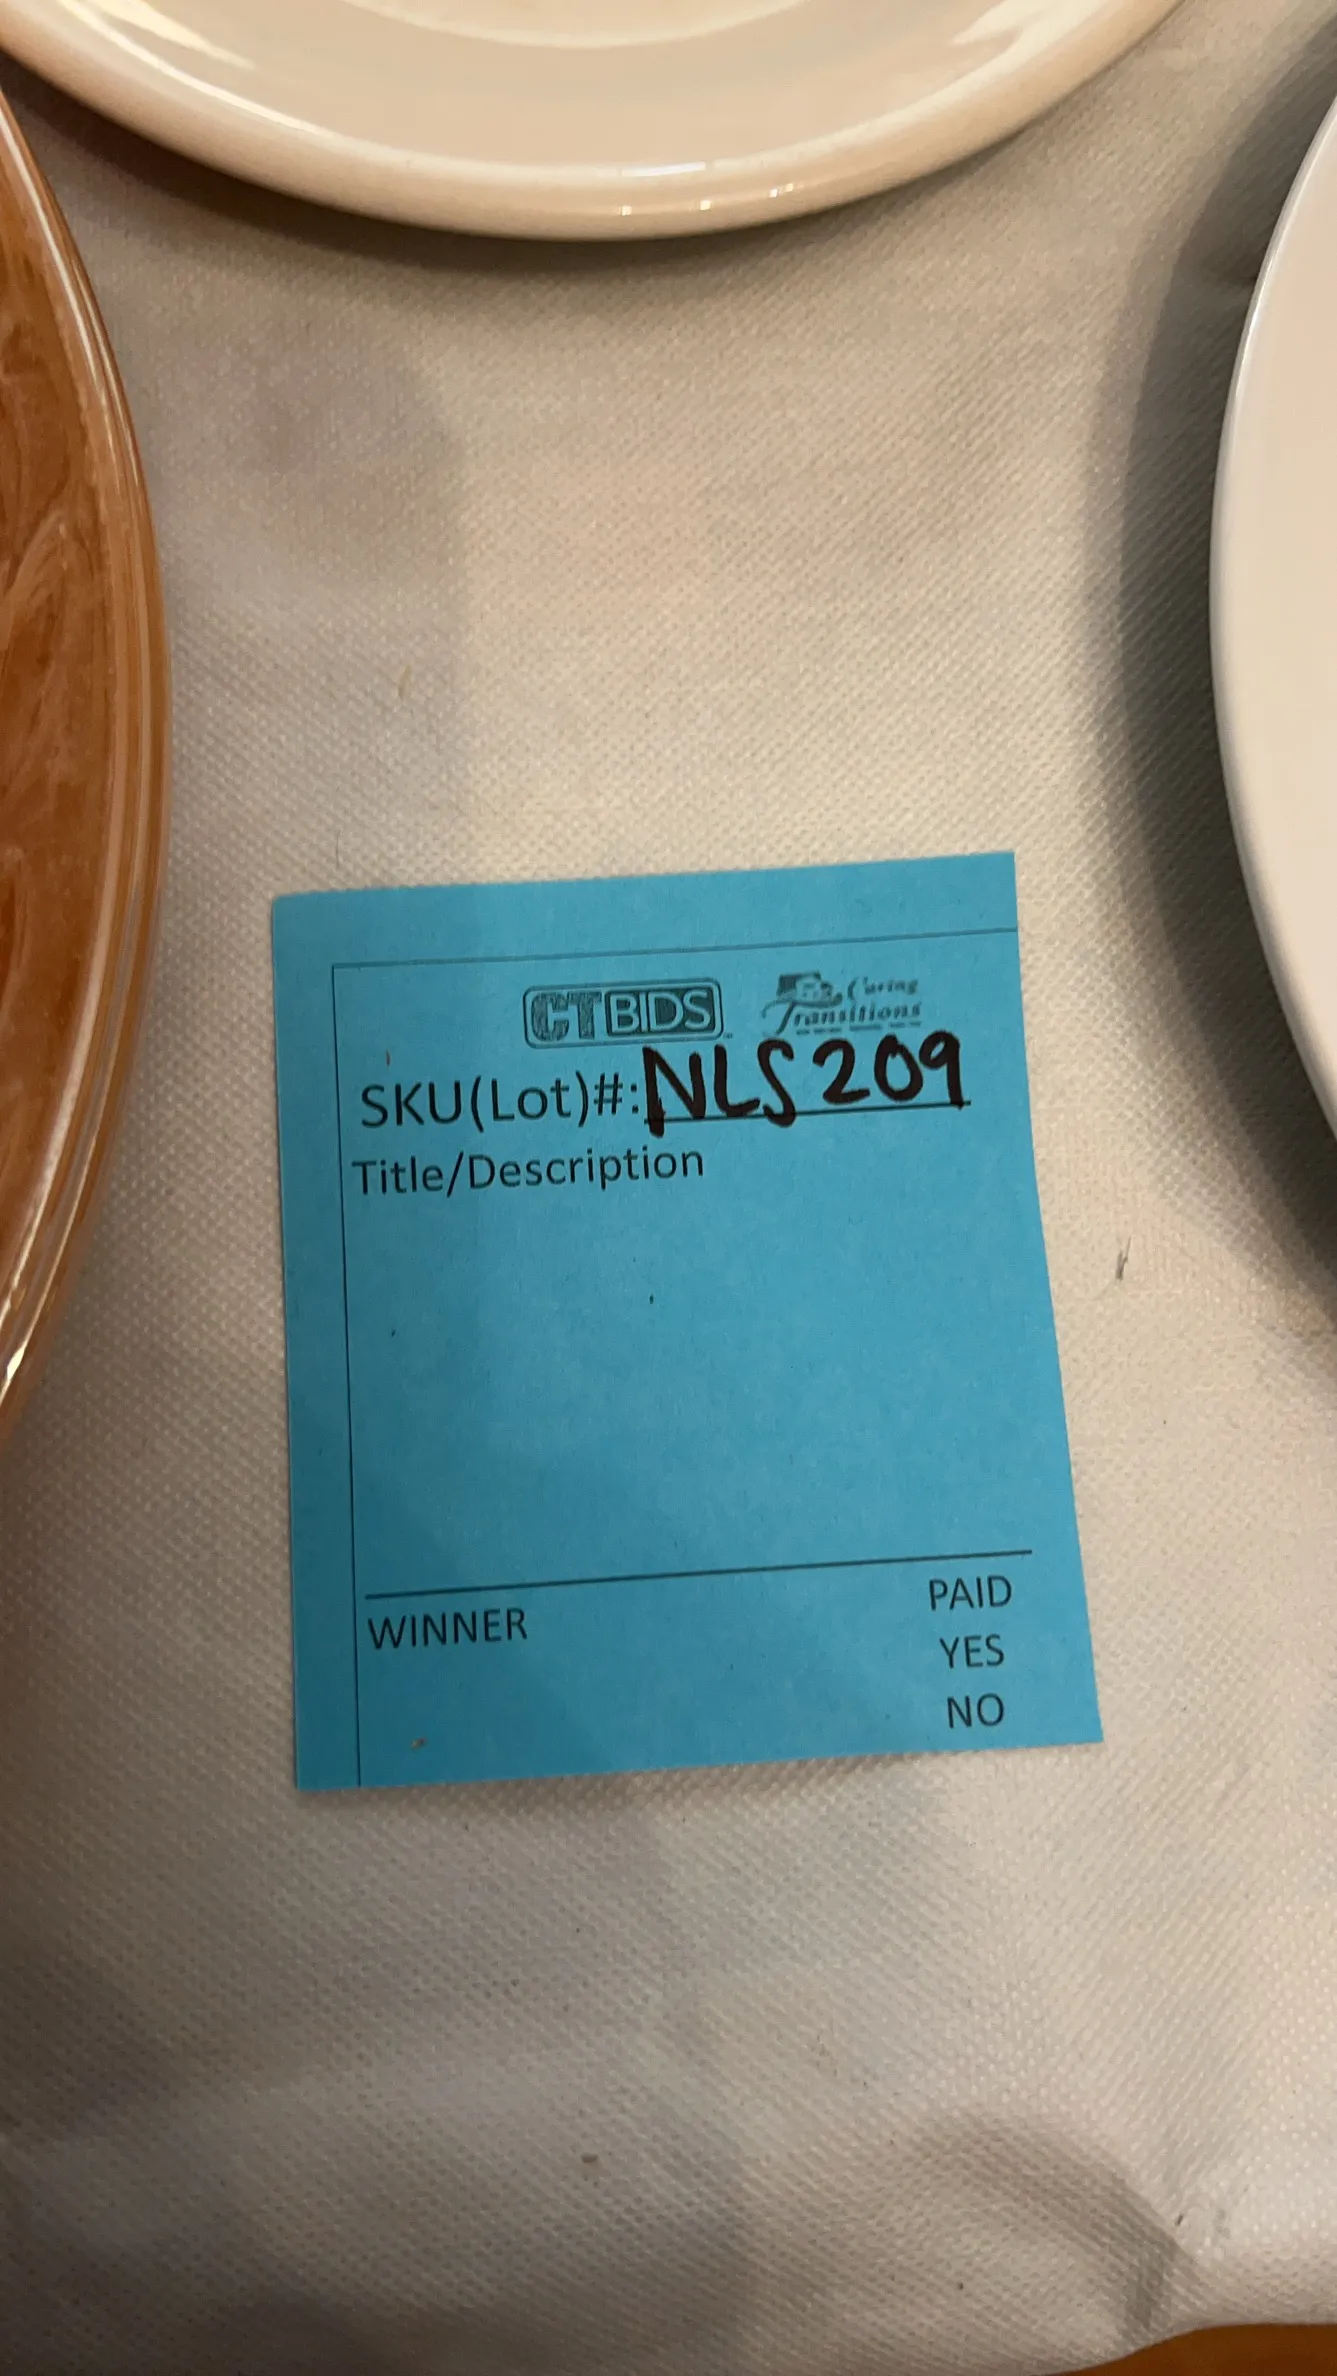 CTBIDS Caring Transitions
SKU(Lot)#: NLS209
Title/Description
WINNER
PAID
YES
NO